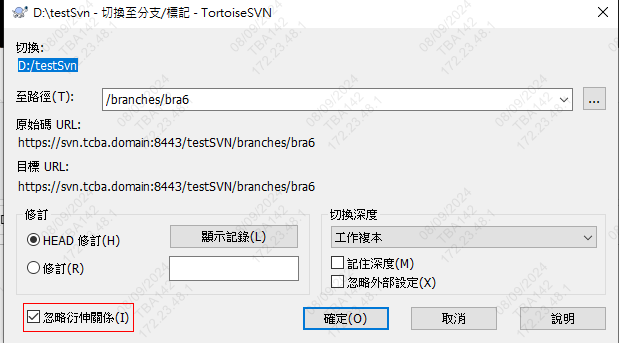 D:\testSvn - 切換至分支/標記 - TortoiseSVN
切換:
D:/testSvn
至路徑(T):
/branches/bra6
...
原始碼 URL:
https://svn.tcba.domain:8443/testSVN/branches/bra6
目標 URL:
https://svn.tcba.domain:8443/testSVN/branches/bra6
修訂
HEAD 修訂(H)
顯示記錄(L)
修訂(R)
切換深度
工作複本
記住深度(M)
忽略外部設定(X)
忽略衍伸關係(I)
確定(O)
取消
說明
08/09/2024
TBA142
172.23.48.1